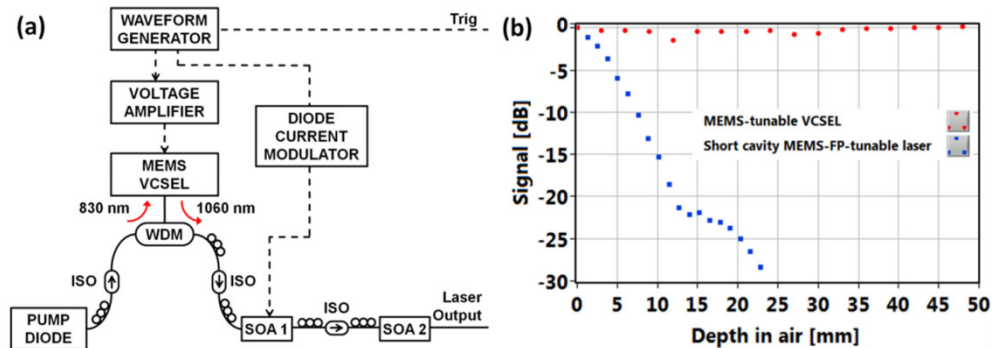 (a)
WAVEFORM
GENERATOR
Trig
VOLTAGE
AMPLIFIER
DIODE
CURRENT
MODULATOR
MEMS
VCSEL
830 nm
1060 nm
WDM
ISO
ISO
PUMP
DIODE
SOA 1
ISO
SOA 2
Laser
Output
(b)
Signal [dB]
0
-5
-10
-15
-20
-25
-30
MEMS-tunable VCSEL
Short cavity MEMS-FP-tunable laser
0 5 10 15 20 25 30 35 40 45 50
Depth in air [mm]